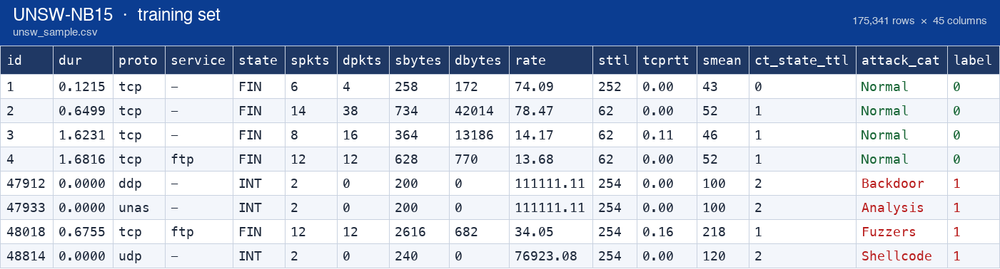 UNSW-NB15 · training set
unsw_sample.csv
175,341 rows × 45 columns
id dur proto service state spkts dpkts sbytes dbytes rate sttl tcprtt smean ct_state_ttl attack_cat label
1 0.1215 tcp – FIN 6 4 258 172 74.09 252 0.00 43 0 Normal 0
2 0.6499 tcp – FIN 14 38 734 42014 78.47 62 0.00 52 1 Normal 0
3 1.6231 tcp – FIN 8 16 364 13186 14.17 62 0.11 46 1 Normal 0
4 1.6816 tcp ftp FIN 12 12 628 770 13.68 62 0.00 52 1 Normal 0
47912 0.0000 ddp – INT 2 0 200 0 111111.11 254 0.00 100 2 Backdoor 1
47933 0.0000 unas – INT 2 0 200 0 111111.11 254 0.00 100 2 Analysis 1
48018 0.6755 tcp ftp FIN 12 12 2616 682 34.05 254 0.16 218 1 Fuzzers 1
48814 0.0000 udp – INT 2 0 240 0 76923.08 254 0.00 120 2 Shellcode 1